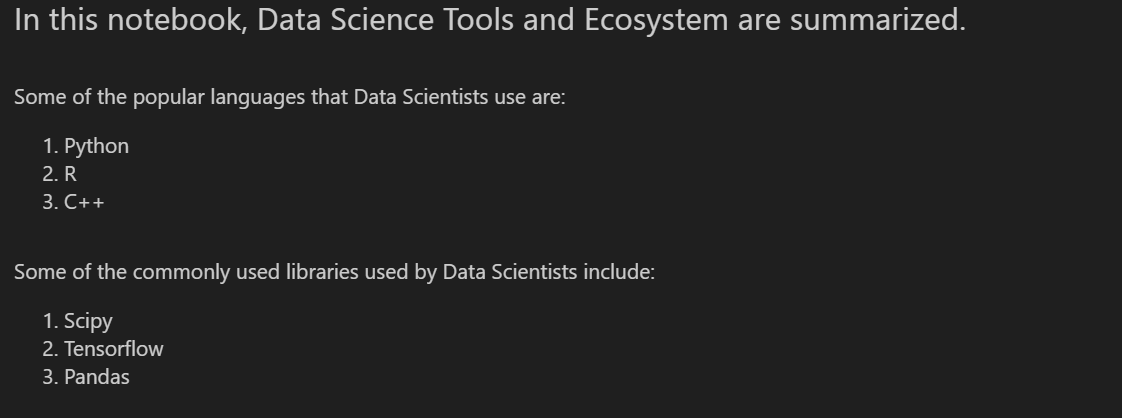 In this notebook, Data Science Tools and Ecosystem are summarized.
Some of the popular languages that Data Scientists use are:
1. Python
2. R
3. C++
Some of the commonly used libraries used by Data Scientists include:
1. Scipy
2. Tensorflow
3. Pandas